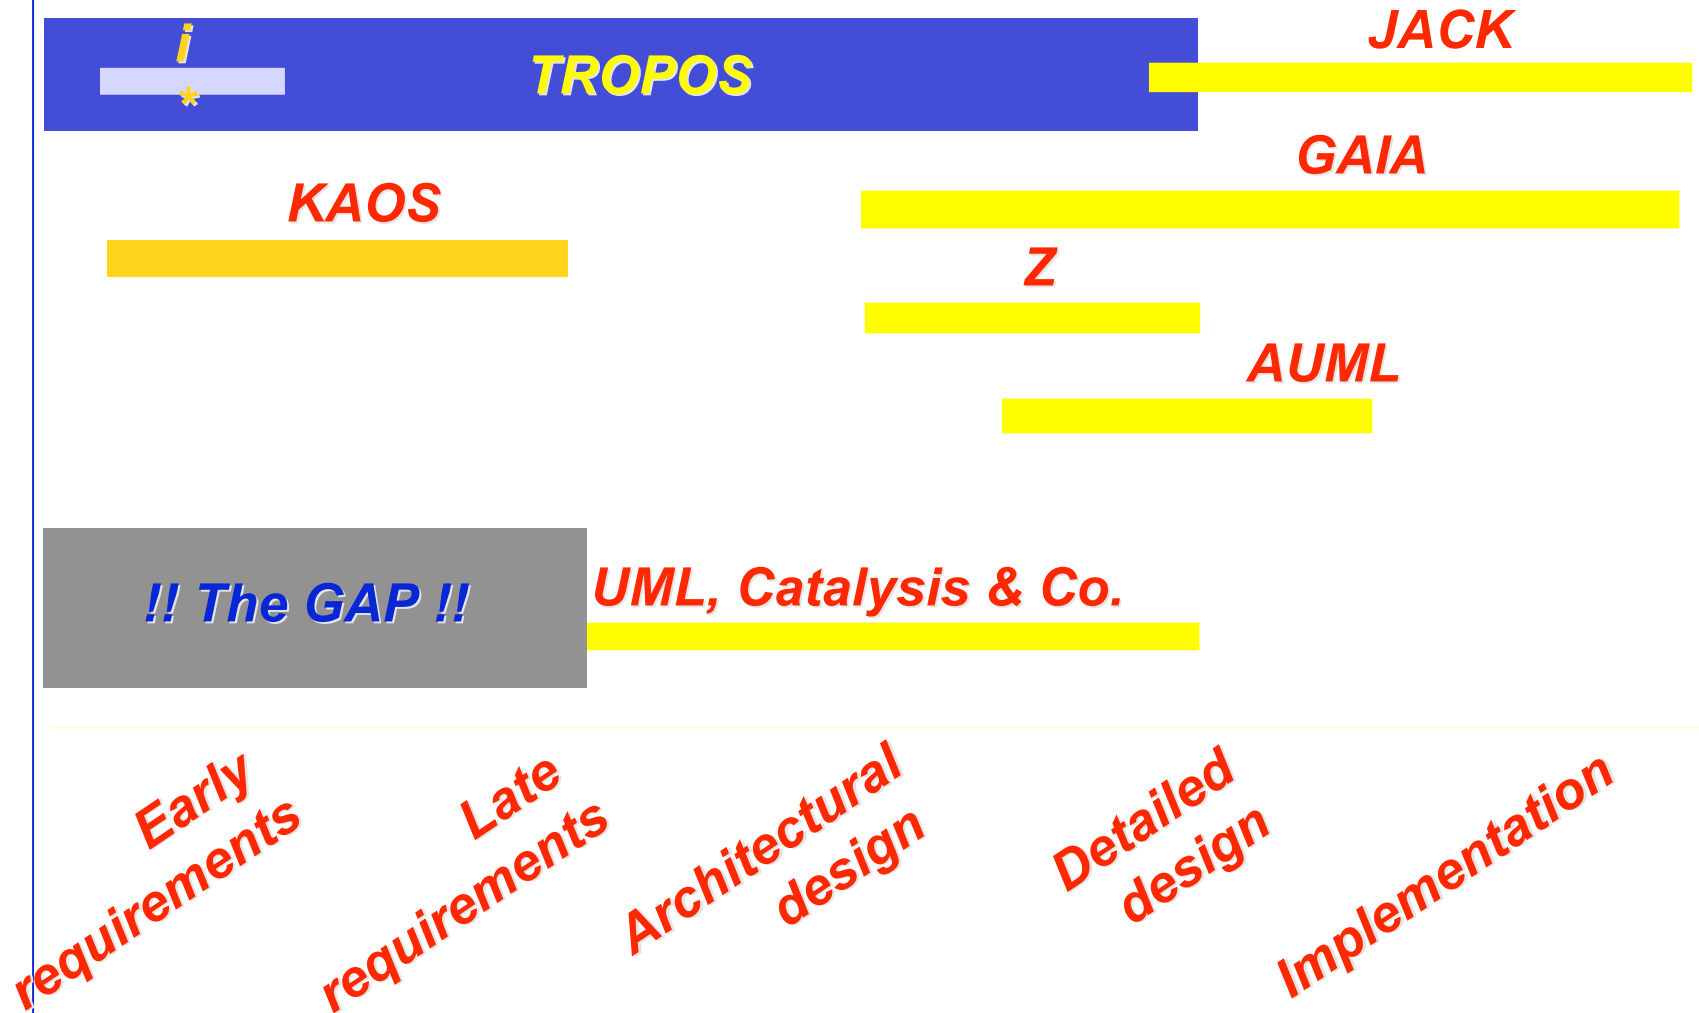 i
*
TROPOS
JACK
GAIA
KAOS
Z
AUML
!! The GAP !!
UML, Catalysis & Co.
Early
requirements
Late
requirements
Architectural
design
Detailed
design
Implementation